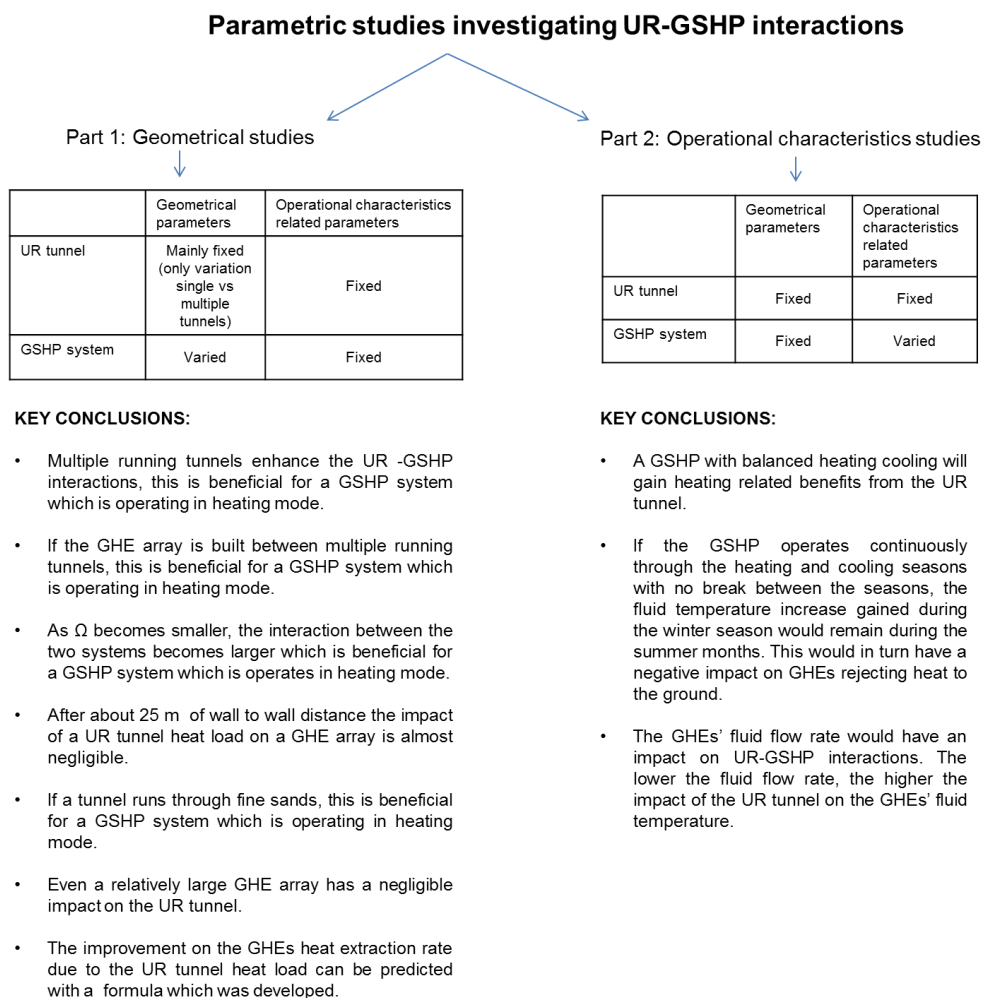 Parametric studies investigating UR-GSHP interactions
Part 1: Geometrical studies
Geometrical
parameters
Operational characteristics
related parameters
UR tunnel
Mainly fixed
(only variation
single vs
multiple
tunnels)
Fixed
GSHP system
Varied
Fixed
KEY CONCLUSIONS:
• Multiple running tunnels enhance the UR -GSHP
interactions, this is beneficial for a GSHP system
which is operating in heating mode.
• If the GHE array is built between multiple running
tunnels, this is beneficial for a GSHP system which
is operating in heating mode.
• As Ω becomes smaller, the interaction between the
two systems becomes larger which is beneficial for
a GSHP system which is operates in heating mode.
• After about 25 m of wall to wall distance the impact
of a UR tunnel heat load on a GHE array is almost
negligible.
• If a tunnel runs through fine sands, this is beneficial
for a GSHP system which is operating in heating
mode.
• Even a relatively large GHE array has a negligible
impact on the UR tunnel.
• The improvement on the GHEs heat extraction rate
due to the UR tunnel heat load can be predicted
with a formula which was developed.
Part 2: Operational characteristics studies
Geometrical
parameters
Operational
characteristics
related
parameters
UR tunnel
Fixed
Fixed
GSHP system
Fixed
Varied
KEY CONCLUSIONS:
• A GSHP with balanced heating cooling will
gain heating related benefits from the UR
tunnel.
• If the GSHP operates continuously
through the heating and cooling seasons
with no break between the seasons, the
fluid temperature increase gained during
the winter season would remain during the
summer months. This would in turn have a
negative impact on GHEs rejecting heat to
the ground.
• The GHEs’ fluid flow rate would have an
impact on UR-GSHP interactions. The
lower the fluid flow rate, the higher the
impact of the UR tunnel on the GHEs’ fluid
temperature.